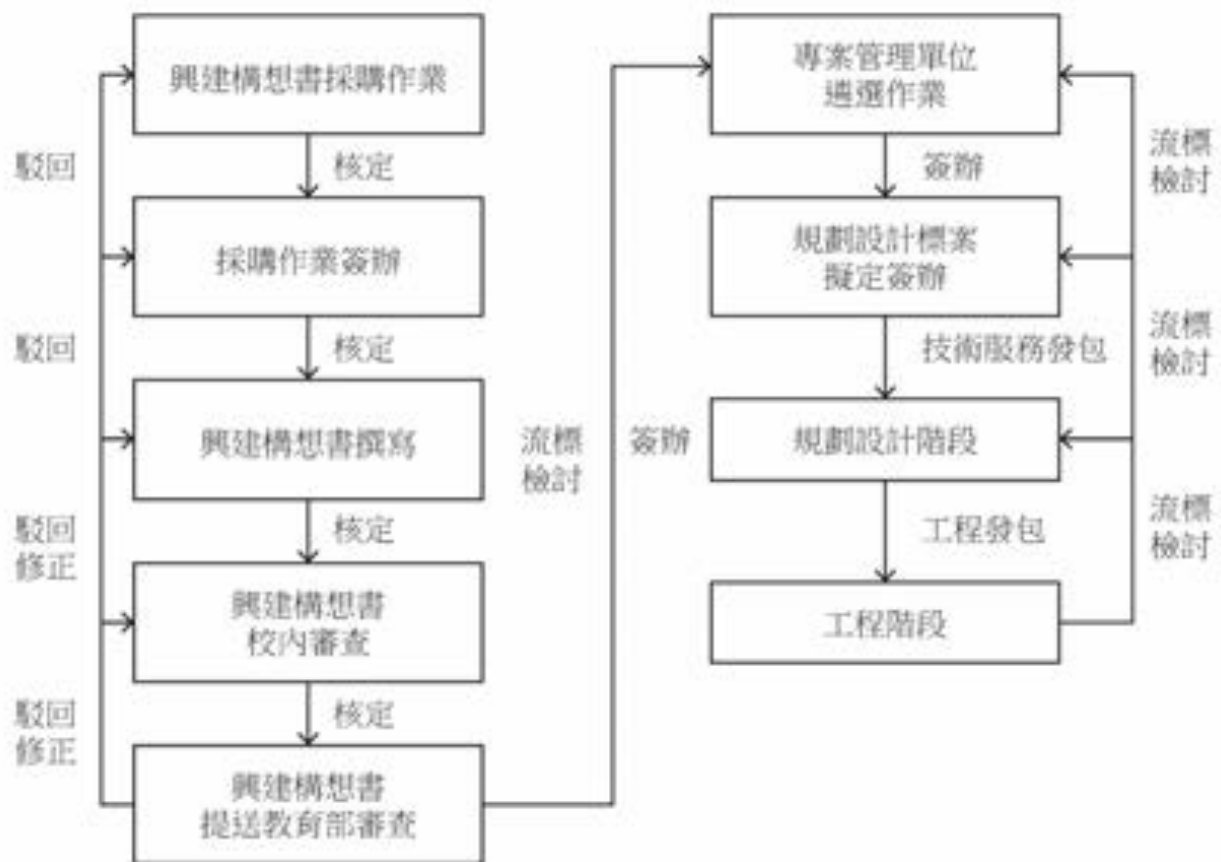 興建構想書採購作業
駁回
核定
採購作業簽辦
駁回
核定
興建構想書撰寫
駁回
修正
核定
興建構想書
校內審查
駁回
修正
核定
興建構想書
提送教育部審查
流標
檢討
簽辦
專案管理單位
遴選作業
簽辦
流標
檢討
規劃設計標案
擬定簽辦
技術服務發包
流標
檢討
規劃設計階段
工程發包
流標
檢討
工程階段